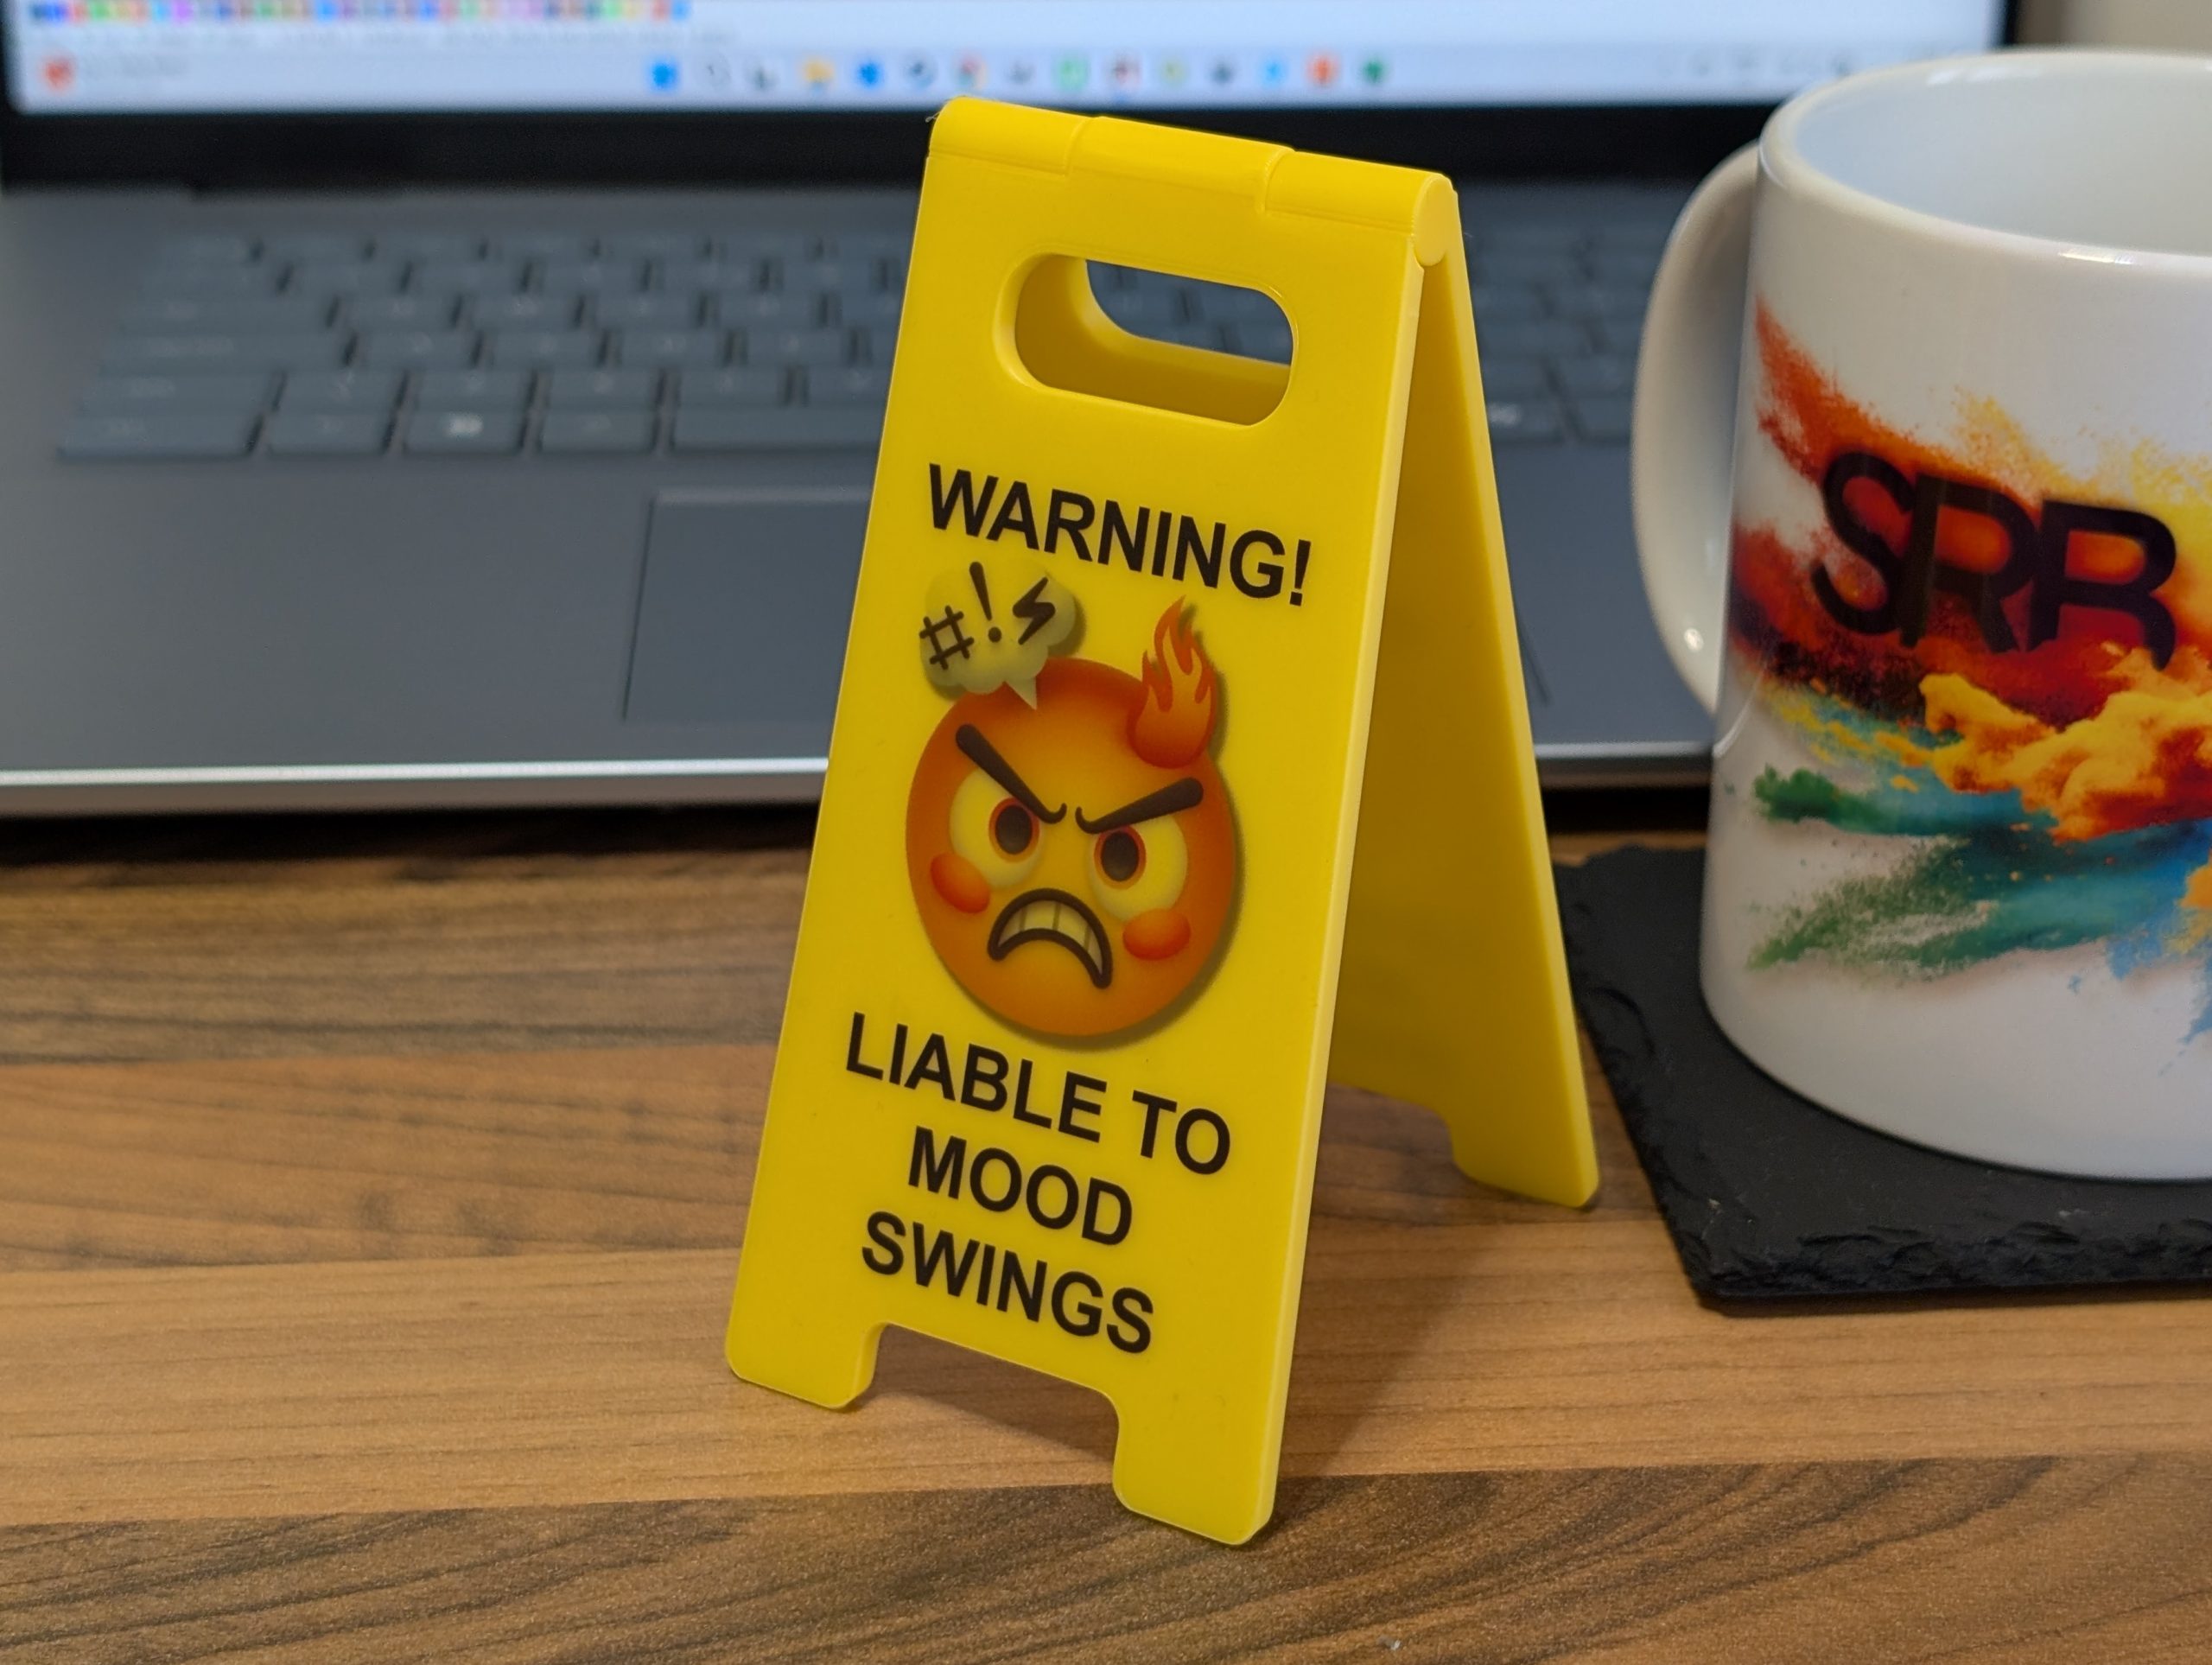 WARNING!
#!
LIABLE TO
MOOD
SWINGS
SRR